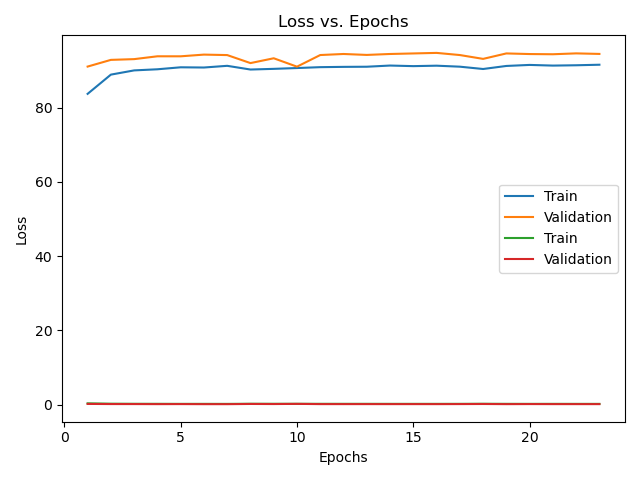 Loss vs. Epochs
Loss
80
60
40
20
0
Train
Validation
Train
Validation
0 5 10 15 20
Epochs